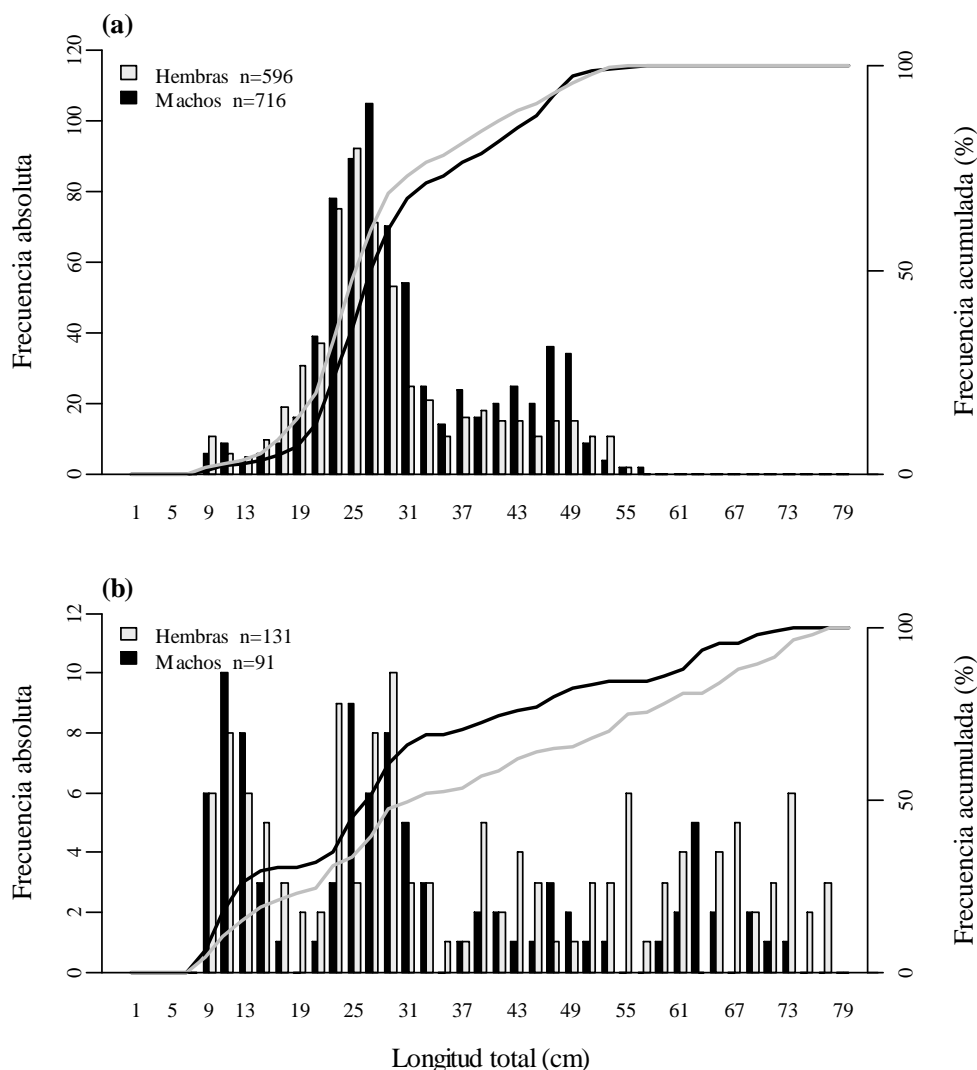 (a)
Hembras n=596
Machos n=716
Frecuencia absoluta
0 20 40 60 80 100 120
Frecuencia acumulada (%)
0 50 100
1 5 9 13 19 25 31 37 43 49 55 61 67 73 79
(b)
Hembras n=131
Machos n=91
Frecuencia absoluta
0 2 4 6 8 10 12
Frecuencia acumulada (%)
0 50 100
1 5 9 13 19 25 31 37 43 49 55 61 67 73 79
Longitud total (cm)